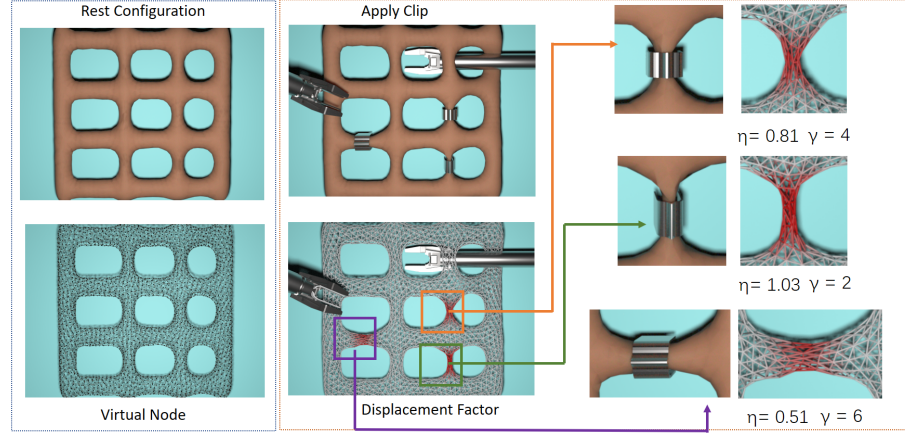 Rest Configuration
Apply Clip
η= 0.81 γ = 4
η= 1.03 γ = 2
Virtual Node
Displacement Factor
η= 0.51 γ = 6